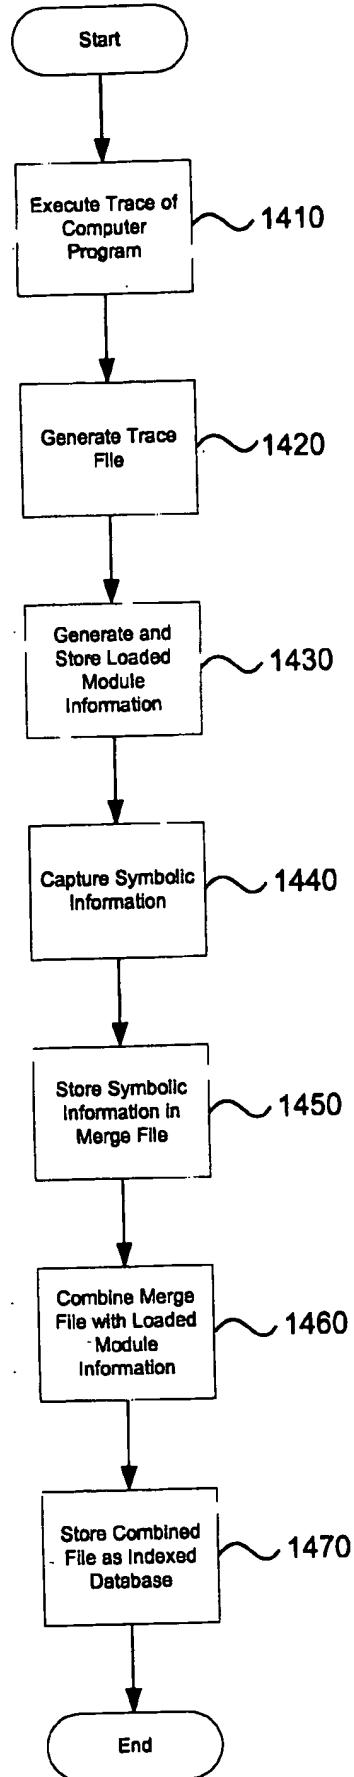 Start
Execute Trace of
Computer
Program
1410
Generate Trace
File
1420
Generate and
Store Loaded
Module
Information
1430
Capture Symbolic
Information
1440
Store Symbolic
Information in
Merge File
1450
Combine Merge
File with Loaded
Module
Information
1460
Store Combined
File as Indexed
Database
1470
End